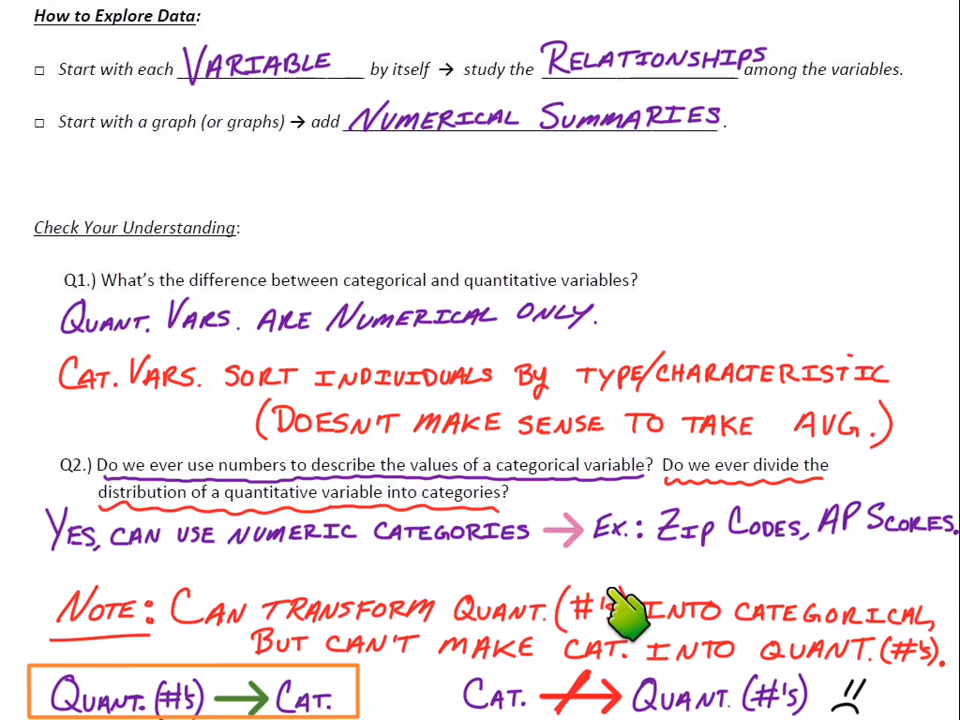 How to Explore Data:
□ Start with each VARIABLE by itself → study the RELATIONSHIPS among the variables.
□ Start with a graph (or graphs) → add NUMERICAL SUMMARIES.
Check Your Understanding:
Q1.) What's the difference between categorical and quantitative variables?
QUANT. VARS. ARE NUMERICAL ONLY.
CAT. VARS. SORT INDIVIDUALS BY TYPE/CHARACTERISTIC
(DOESN'T MAKE SENSE TO TAKE AVG.)
Q2.) Do we ever use numbers to describe the values of a categorical variable? Do we ever divide the
distribution of a quantitative variable into categories?
YES, CAN USE NUMERIC CATEGORIES → EX.: ZIP CODES, AP SCORES.
NOTE: CAN TRANSFORM QUANT. (#'s) INTO CATEGORICAL,
BUT CAN'T MAKE CAT. INTO QUANT. (#'s).
QUANT. (#'s) → CAT. CAT. → QUANT. (#'s)